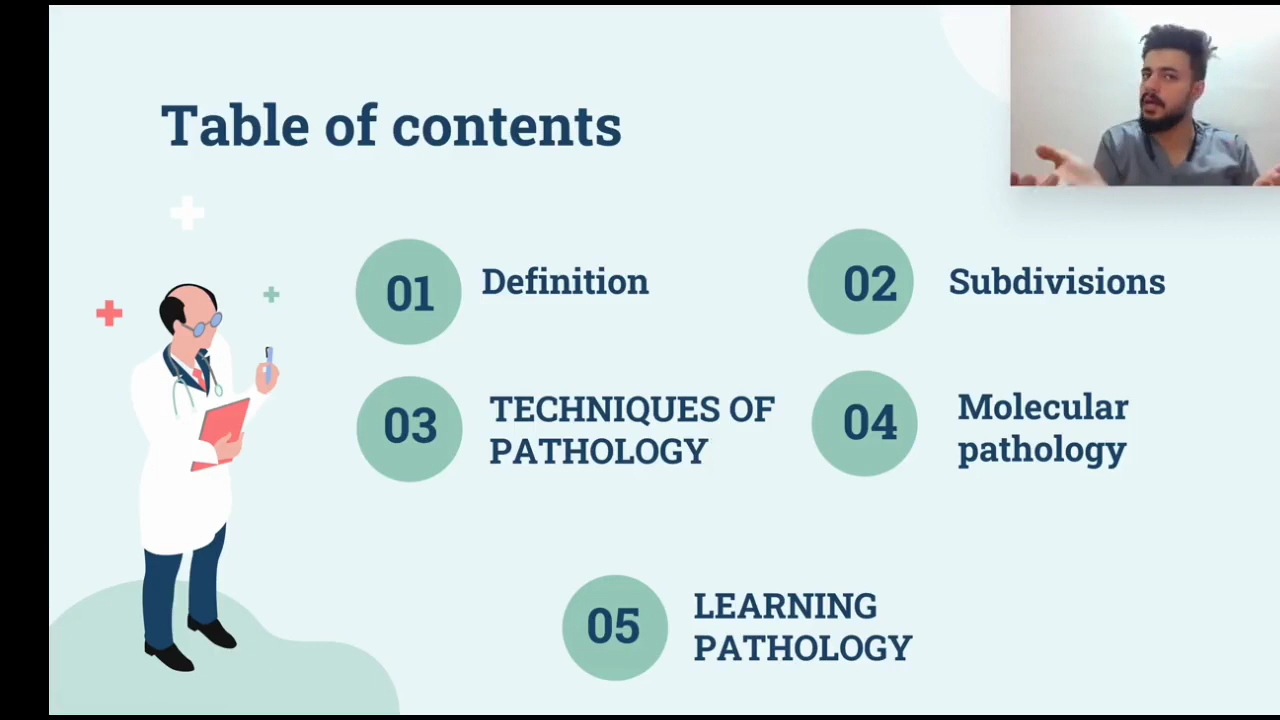 Table of contents
01
Definition
02
Subdivisions
03
TECHNIQUES OF
PATHOLOGY
04
Molecular
pathology
05
LEARNING
PATHOLOGY